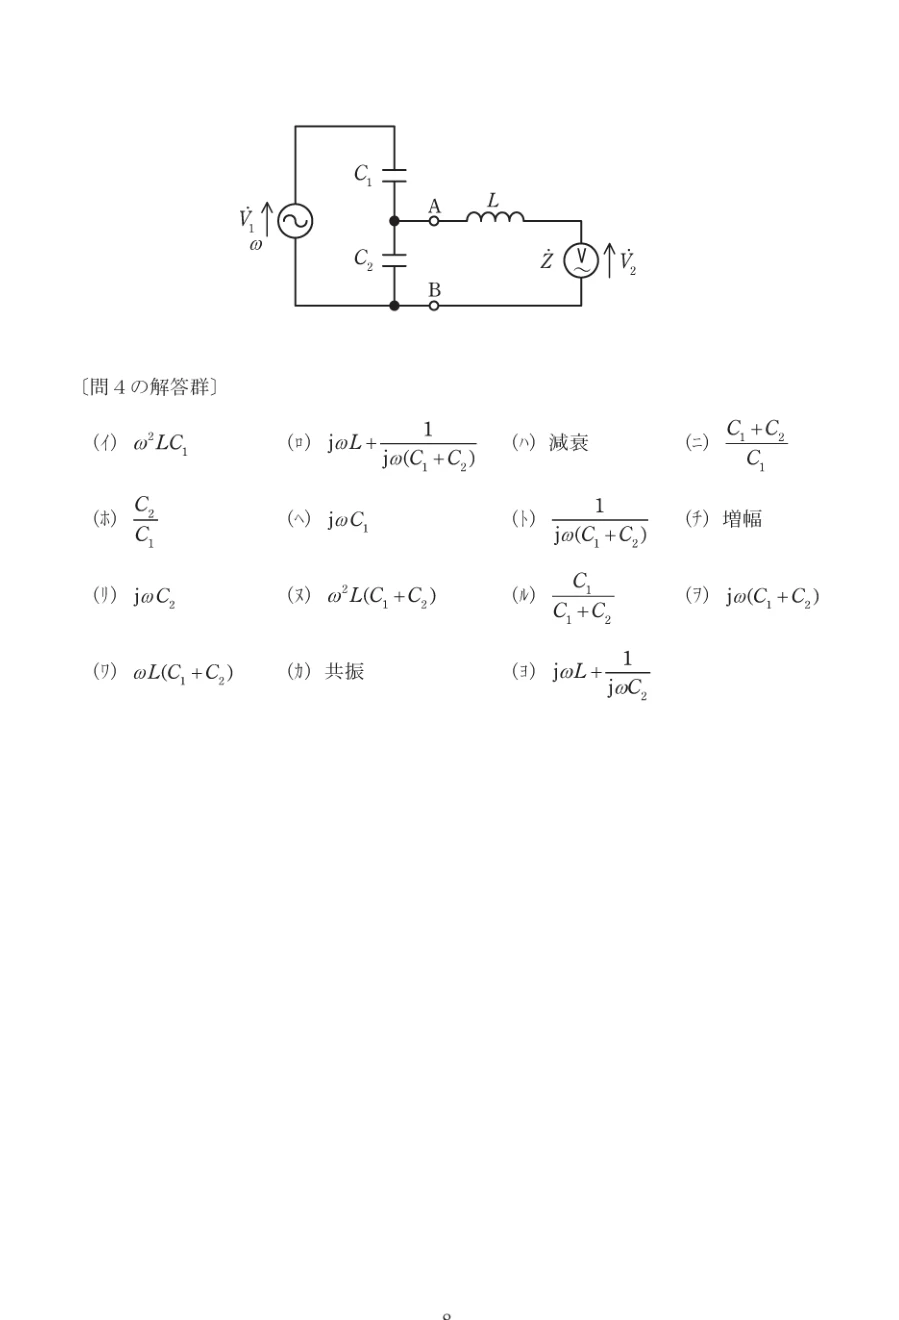 C₁
A
L
V̇₁
ω
C₂
Ż
V
V̇₂
B
〔問4の解答群〕
(イ) ω²LC₁ (ロ) jωL + 1/(jω(C₁+C₂)) (ハ) 減衰 (ニ) (C₁+C₂)/C₁
(ホ) C₂/C₁ (ヘ) jωC₁ (ト) 1/(jω(C₁+C₂)) (チ) 増幅
(リ) jωC₂ (ヌ) ω²L(C₁+C₂) (ル) C₁/(C₁+C₂) (ヲ) jω(C₁+C₂)
(ワ) ωL(C₁+C₂) (カ) 共振 (ヨ) jωL + 1/(jωC₂)